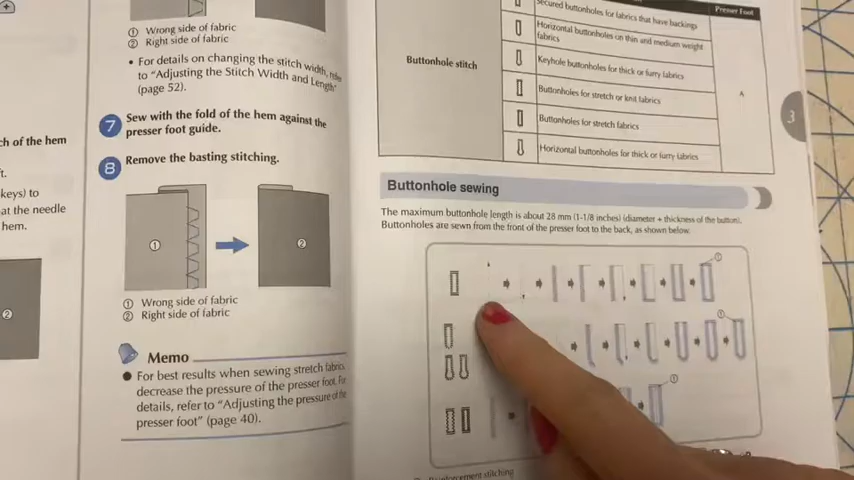 ① Wrong side of fabric
② Right side of fabric
• For details on changing the stitch width, refer
to "Adjusting the Stitch Width and Length"
(page 52).
7 Sew with the fold of the hem against the
presser foot guide.
8 Remove the basting stitching.
①
②
① Wrong side of fabric
② Right side of fabric
Memo
● For best results when sewing stretch fabrics,
decrease the pressure of the presser foot. For
details, refer to "Adjusting the pressure of the
presser foot" (page 40).
ch of the hem
t.
keys) to
at the needle
hem.
②
Presser Foot
Secured buttonholes for fabrics that have backings
Horizontal buttonholes on thin and medium weight
fabrics
Buttonhole stitch
Keyhole buttonholes for thick or furry fabrics
Buttonholes for stretch or knit fabrics
A
Buttonholes for stretch fabrics
Horizontal buttonholes for thick or furry fabrics
3
Buttonhole sewing
The maximum buttonhole length is about 28 mm (1-1/8 inches) (diameter + thickness of the button).
Buttonholes are sewn from the front of the presser foot to the back, as shown below.
①
①
①
Reinforcement stitching